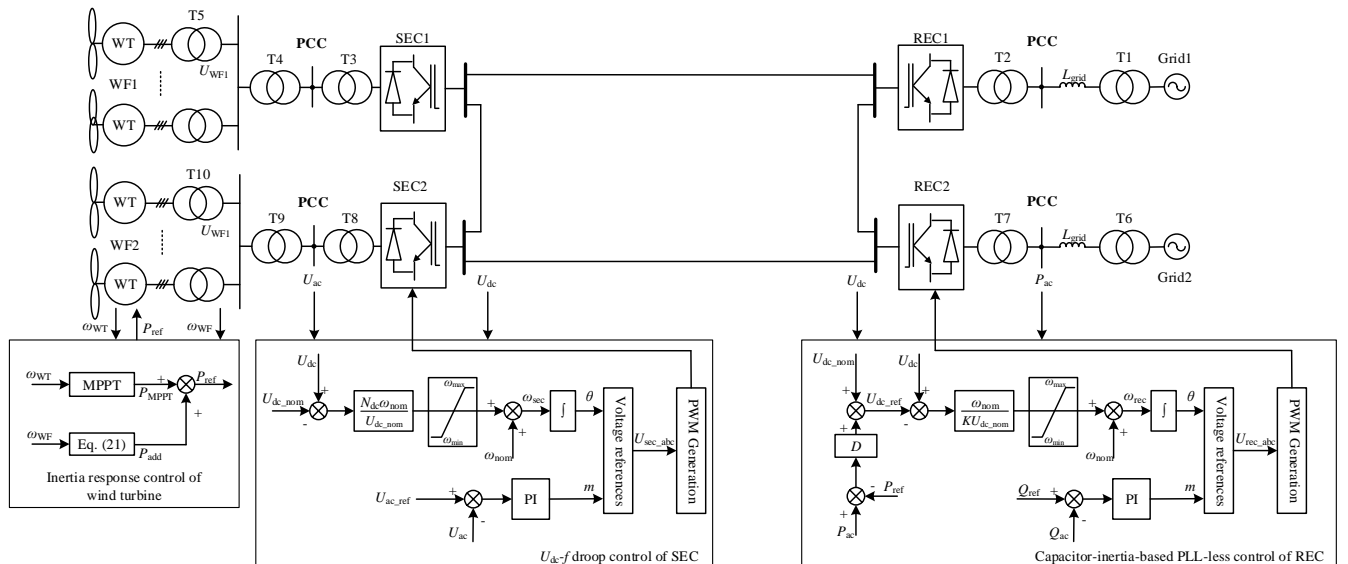 T5
WT
U_WF1
WF1
WT
T4
PCC
T3
SEC1
REC1
T2
PCC
L_grid
T1
Grid1
T10
WT
U_WF1
WF2
WT
T9
PCC
T8
SEC2
REC2
T7
PCC
L_grid
T6
Grid2
ω_WT
P_ref
ω_WF
U_ac
U_dc
U_dc
P_ac
ω_WT
MPPT
P_MPPT
+
P_ref
ω_WF
Eq. (21)
P_add
+
Inertia response control of
wind turbine
U_dc
+
U_dc_nom
-
N_dc ω_nom
U_dc_nom
ω_max
ω_min
+
ω_sec
ω_nom
+
∫
θ
Voltage references
U_sec_abc
PWM Generation
U_ac_ref
+
U_ac
-
PI
m
U_dc-f droop control of SEC
U_dc_nom
+
U_dc
+
U_dc_ref
-
+
D
-
P_ref
+
P_ac
ω_nom
KU_dc_nom
ω_max
ω_min
+
ω_rec
ω_nom
+
∫
θ
Voltage references
U_rec_abc
PWM Generation
Q_ref
+
Q_ac
-
PI
m
Capacitor-inertia-based PLL-less control of REC